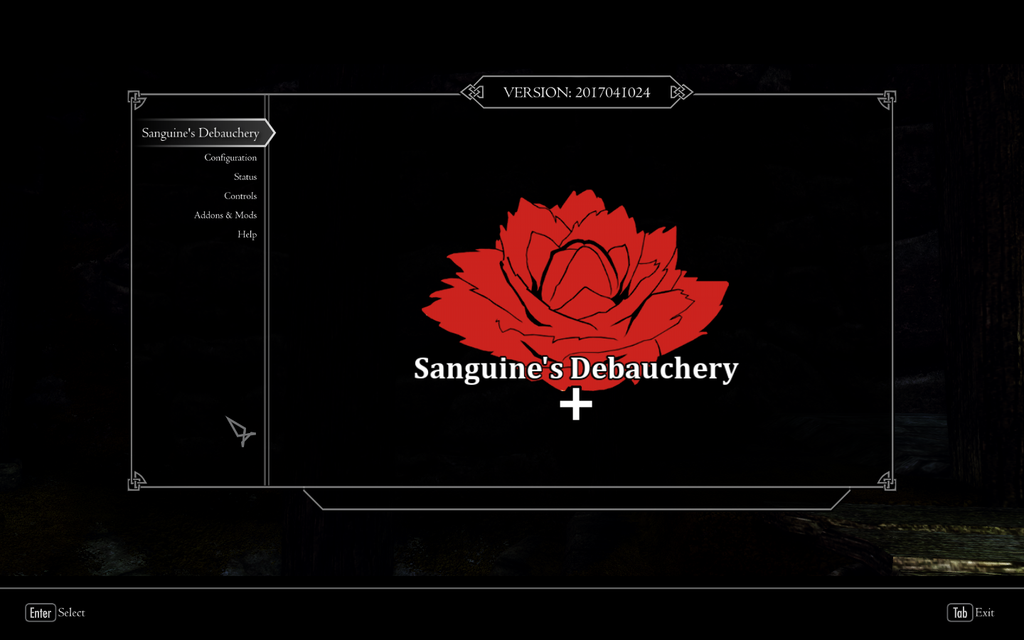 VERSION: 2017041024
Sanguine's Debauchery
Configuration
Status
Controls
Addons & Mods
Help
Sanguine's Debauchery
+
Enter Select
Tab Exit